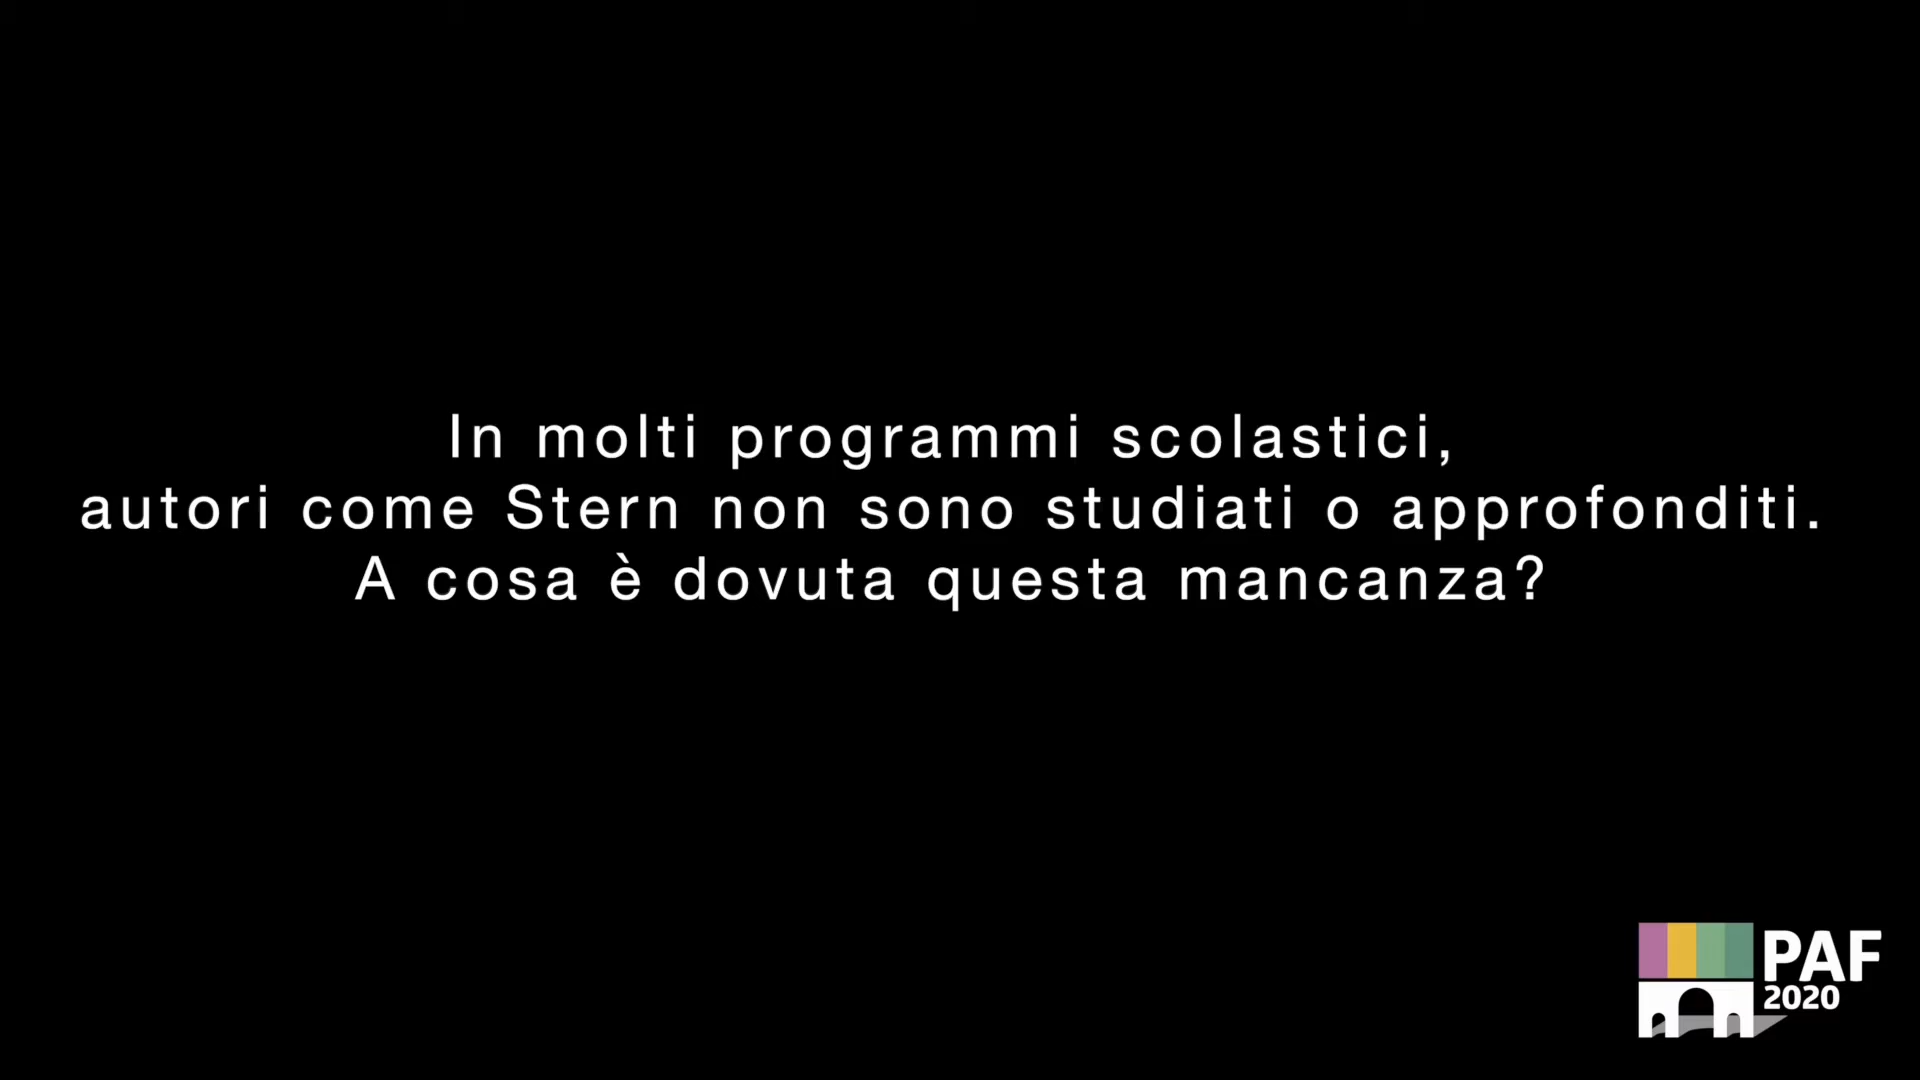 In molti programmi scolastici,
autori come Stern non sono studiati o approfonditi.
A cosa è dovuta questa mancanza?
PAF
2020